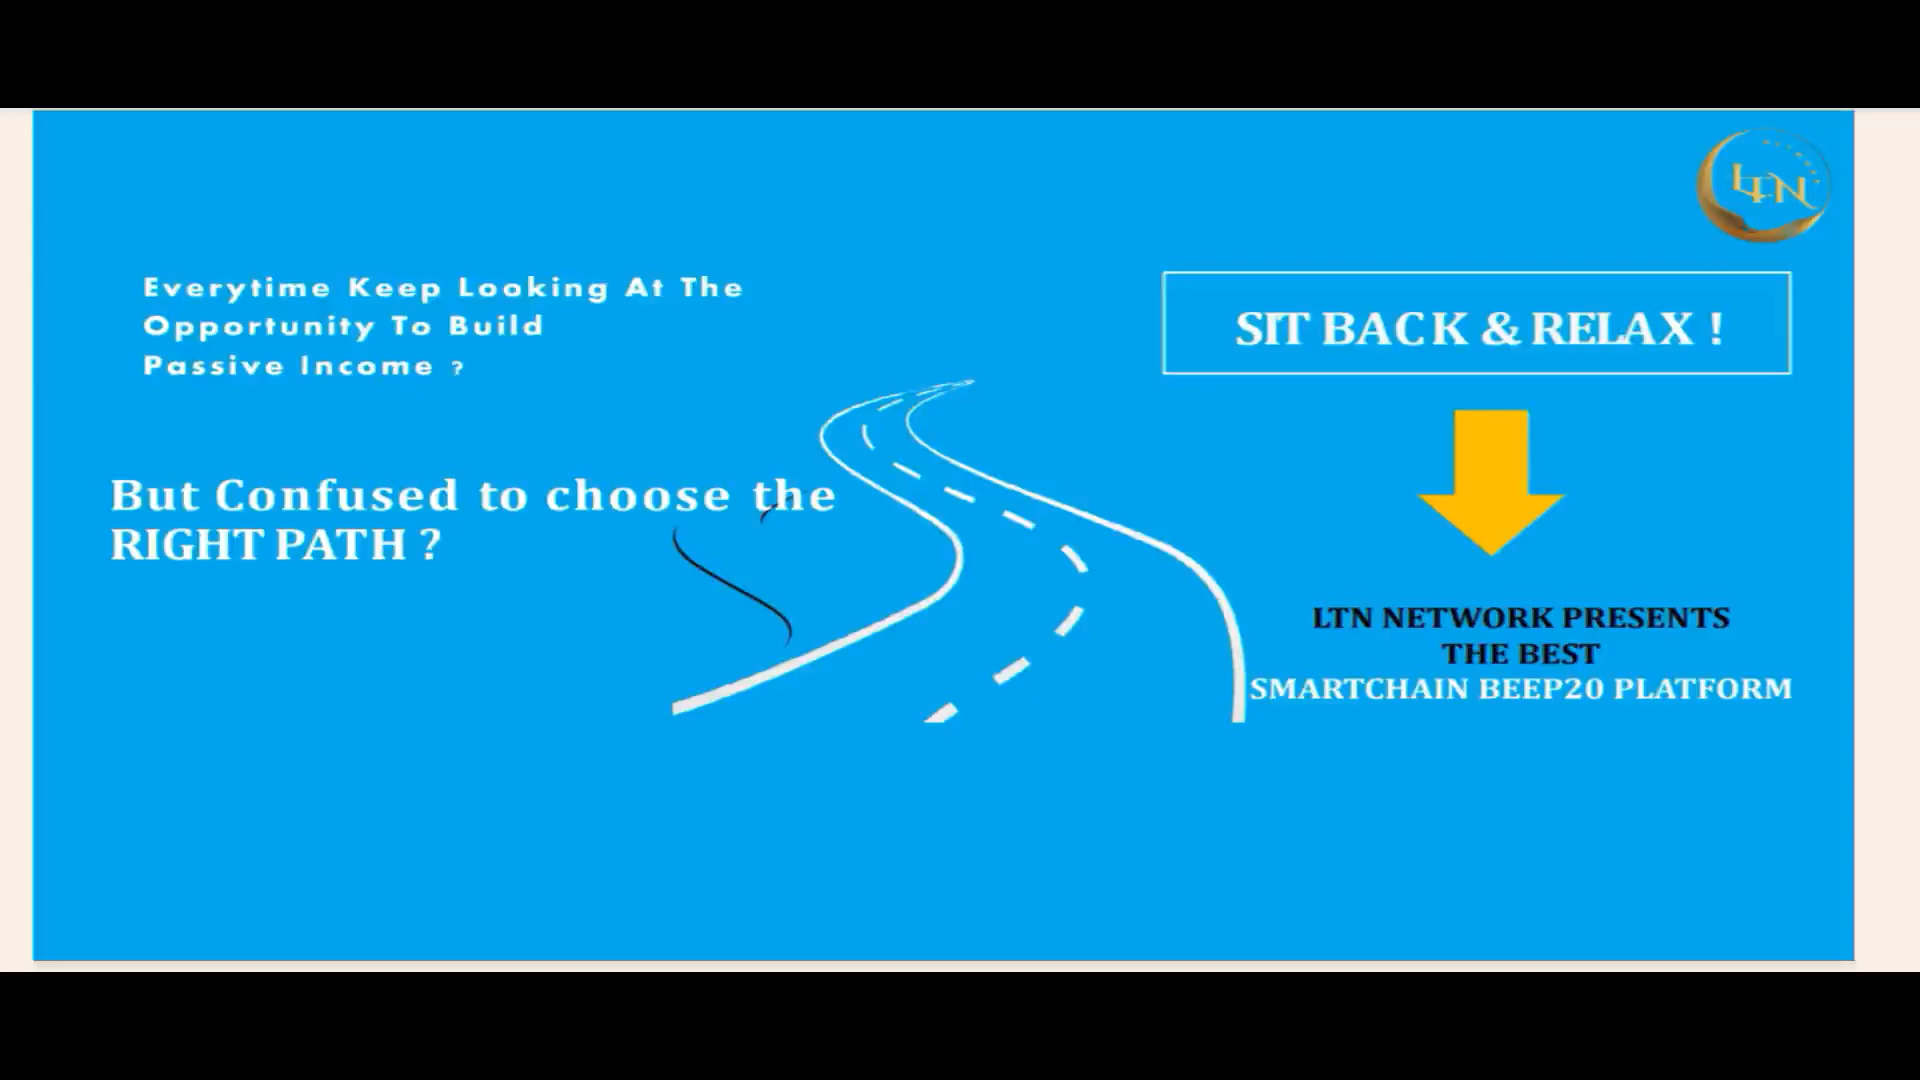 LTN
Everytime Keep Looking At The
Opportunity To Build
Passive Income ?
But Confused to choose the
RIGHT PATH ?
SIT BACK & RELAX !
LTN NETWORK PRESENTS
THE BEST
SMARTCHAIN BEEP20 PLATFORM